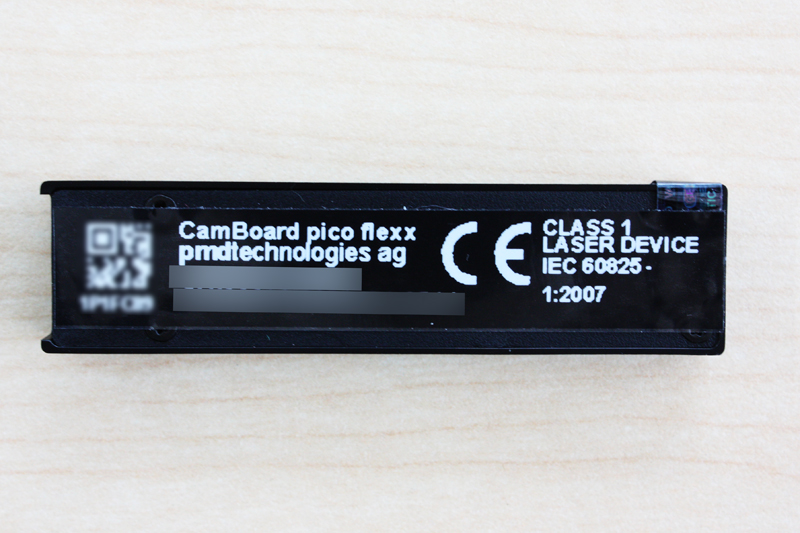 CamBoard pico flexx
pmdtechnologies ag
CE
CLASS 1
LASER DEVICE
IEC 60825 -
1:2007